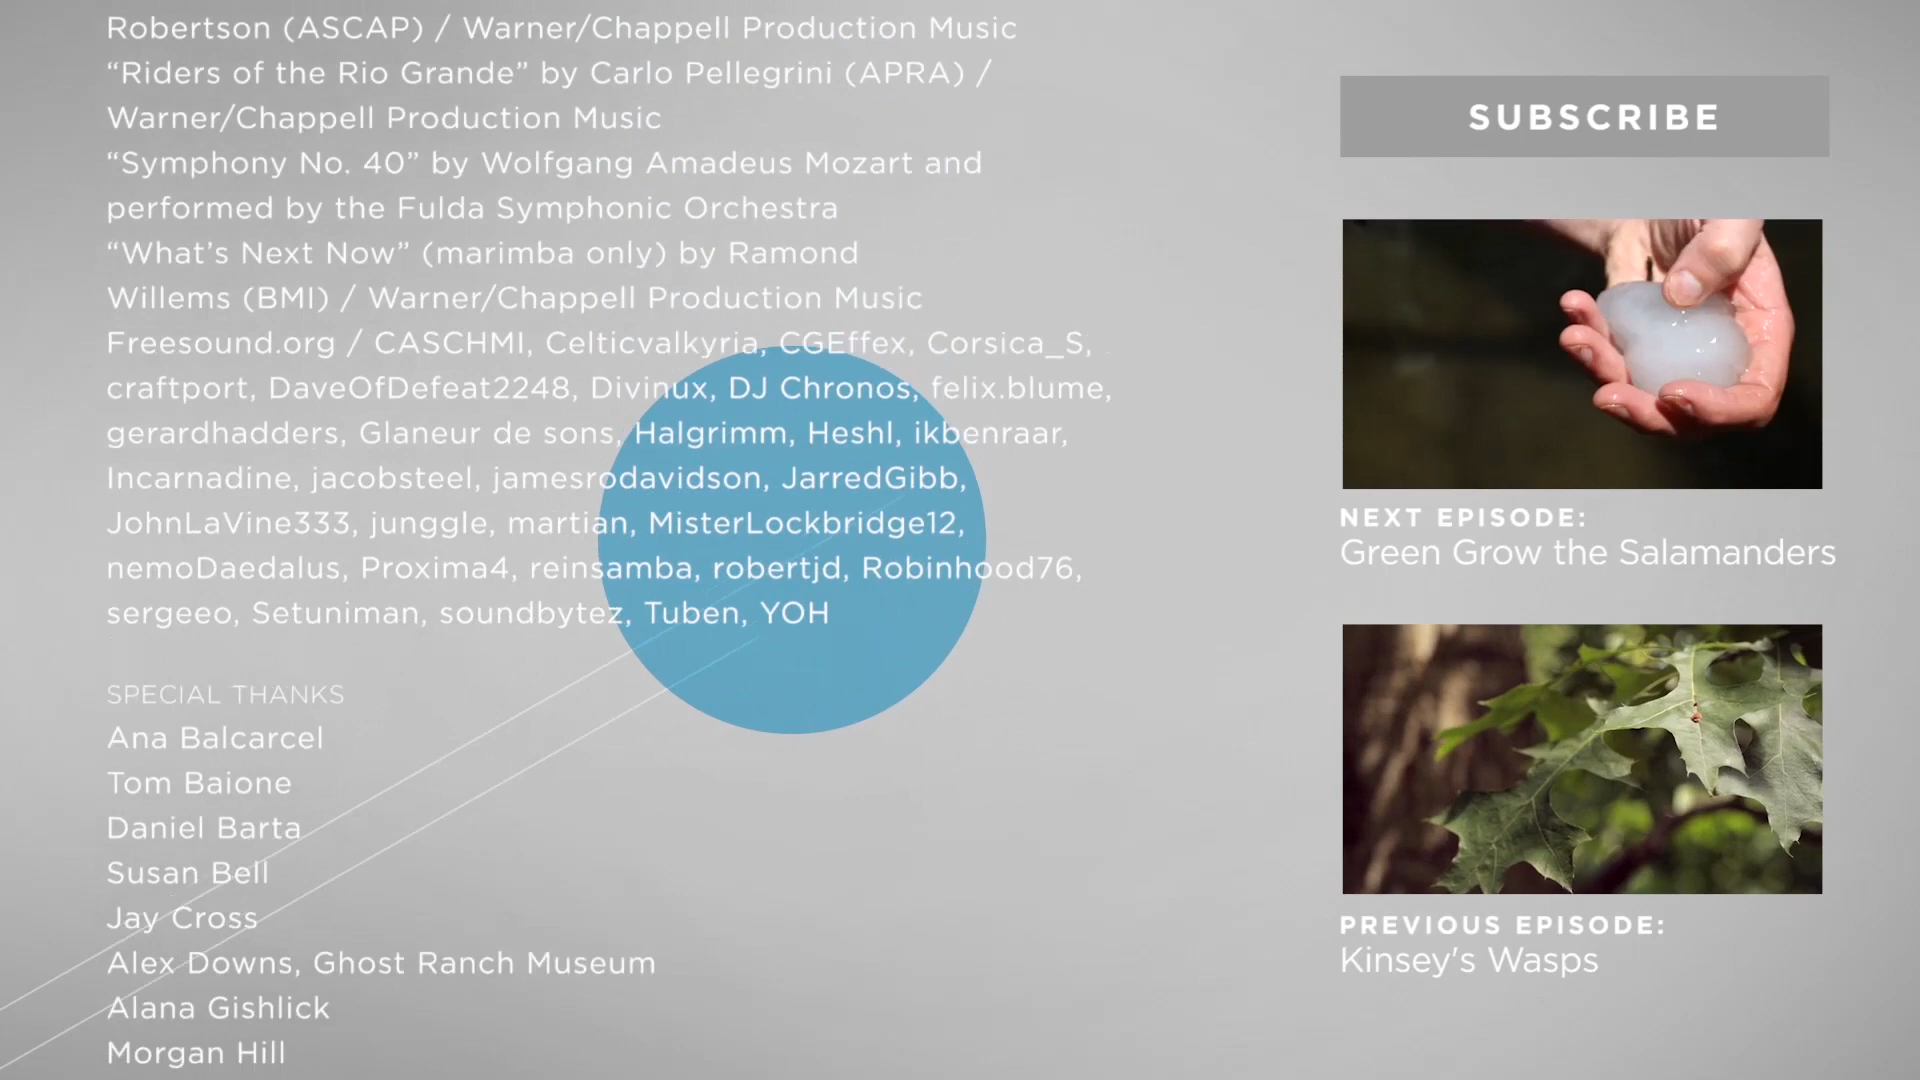 Robertson (ASCAP) / Warner/Chappell Production Music
“Riders of the Rio Grande” by Carlo Pellegrini (APRA) /
Warner/Chappell Production Music
“Symphony No. 40” by Wolfgang Amadeus Mozart and
performed by the Fulda Symphonic Orchestra
“What’s Next Now” (marimba only) by Ramond
Willems (BMI) / Warner/Chappell Production Music
Freesound.org / CASCHMI, Celticvalkyria, CGEffex, Corsica_S,
craftport, DaveOfDefeat2248, Divinux, DJ Chronos, felix.blume,
gerardhadders, Glaneur de sons, Halgrimm, Heshl, ikbenraar,
Incarnadine, jacobsteel, jamesrodavidson, JarredGibb,
JohnLaVine333, junggle, martian, MisterLockbridge12,
nemoDaedalus, Proxima4, reinsamba, robertjd, Robinhood76,
sergeeo, Setuniman, soundbytez, Tuben, YOH
SPECIAL THANKS
Ana Balcarcel
Tom Baione
Daniel Barta
Susan Bell
Jay Cross
Alex Downs, Ghost Ranch Museum
Alana Gishlick
Morgan Hill
SUBSCRIBE
NEXT EPISODE:
Green Grow the Salamanders
PREVIOUS EPISODE:
Kinsey's Wasps